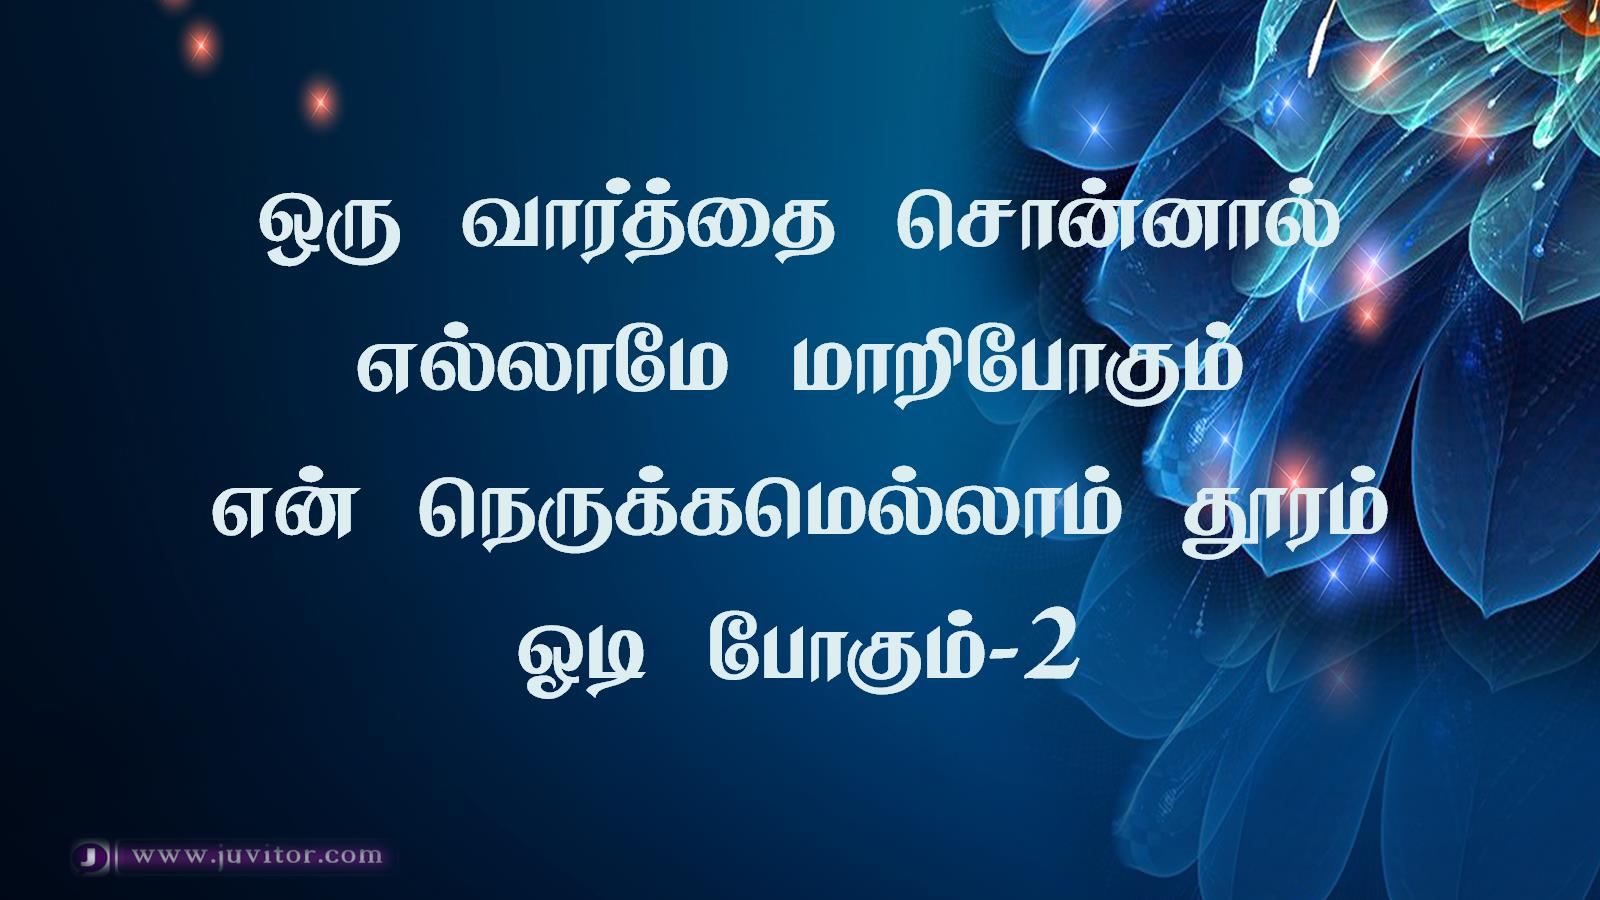 ஒரு வார்த்தை சொன்னால்
எல்லாமே மாறிபோகும்
என் நெருக்கமெல்லாம் தூரம்
ஓடி போகும்-2
J www.juvitor.com